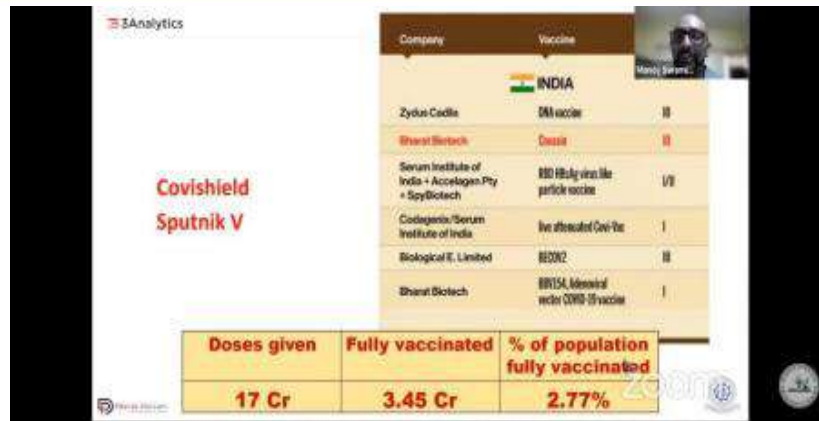 3Analytics
Company Vaccine
INDIA
Zydus Cadila DNA vaccine III
Bharat Biotech III
Serum Institute of
India + Accelagen Pty
+ SpyBiotech
RBD HBsAg virus like
particle vaccine
I/II
Codagenix/Serum
Institute of India
live attenuated Covi-Vac I
Biological E. Limited BECOV2 III
Bharat Biotech
BBV154, Adenoviral
vector COVID-19 vaccine
I
Covishield
Sputnik V
Doses given Fully vaccinated % of population
fully vaccinated
17 Cr 3.45 Cr 2.77%
zoom